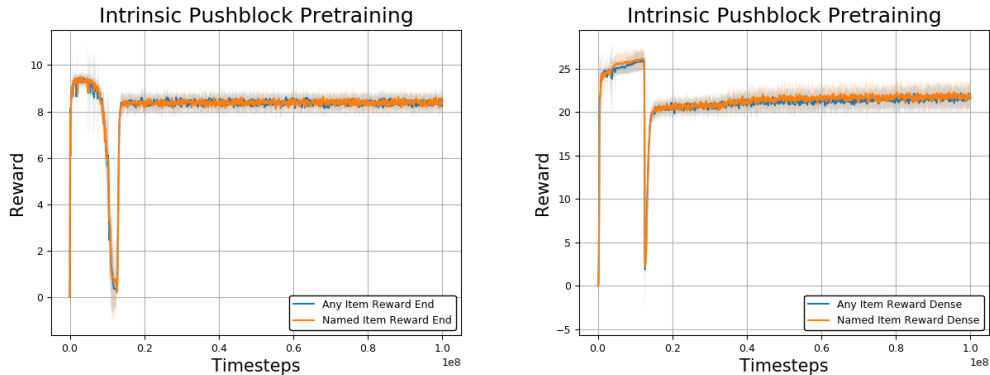 Intrinsic Pushblock Pretraining
Reward
10
8
6
4
2
0
0.0 0.2 0.4 0.6 0.8 1.0
1e8
Timesteps
Any Item Reward End
Named Item Reward End
Intrinsic Pushblock Pretraining
Reward
25
20
15
10
5
0
−5
0.0 0.2 0.4 0.6 0.8 1.0
1e8
Timesteps
Any Item Reward Dense
Named Item Reward Dense